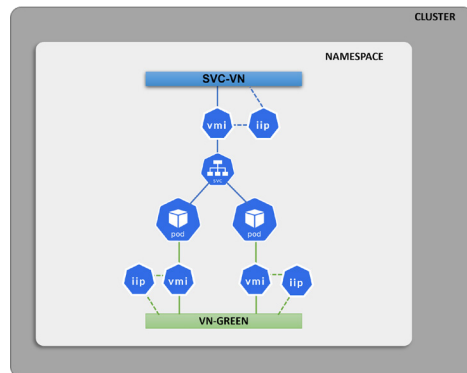 CLUSTER
NAMESPACE
SVC-VN
vmi
iip
svc
pod
pod
iip
vmi
vmi
iip
VN-GREEN